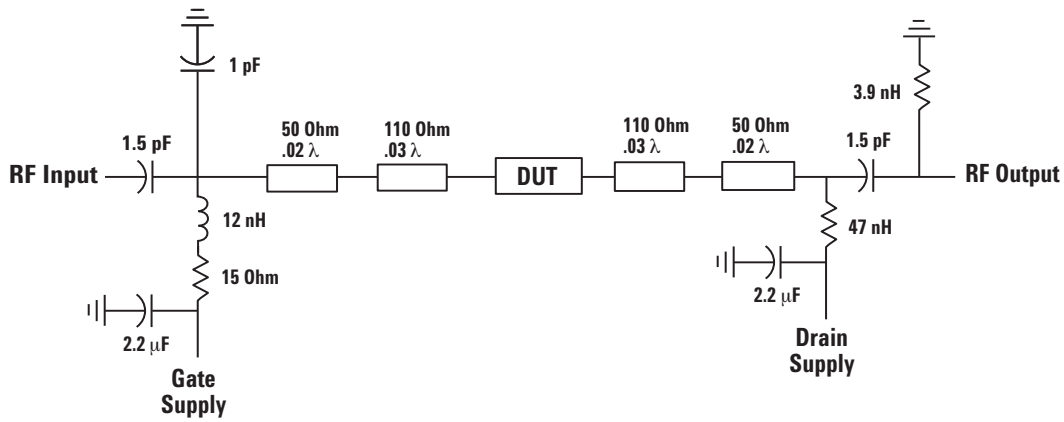 1 pF
3.9 nH
50 Ohm
.02 λ
110 Ohm
.03 λ
110 Ohm
.03 λ
50 Ohm
.02 λ
1.5 pF
1.5 pF
RF Input
DUT
RF Output
12 nH
47 nH
15 Ohm
2.2 μF
2.2 μF
Drain
Supply
Gate
Supply